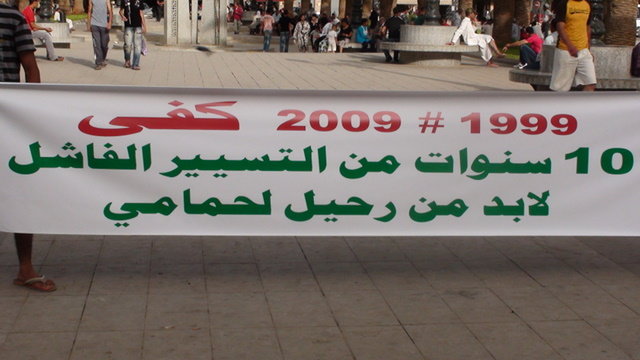 1999 # 2009 كفى
10 سنوات من التسيير الفاشل
لابد من رحيل لحمامي